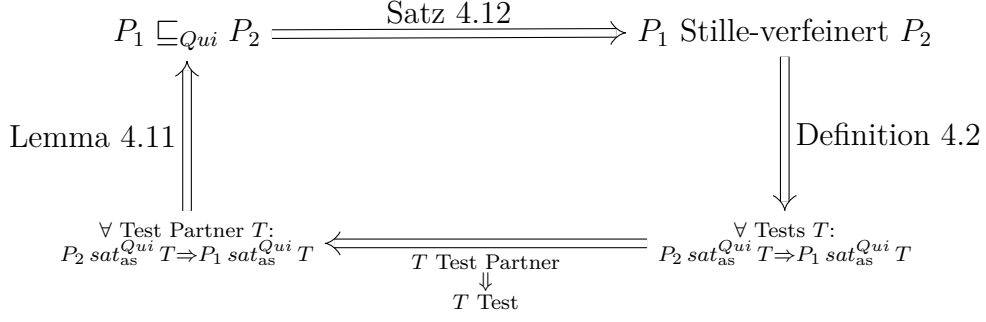 Satz 4.12
P₁ ⊑_Qui P₂ ⟹ P₁ Stille-verfeinert P₂
Lemma 4.11
Definition 4.2
∀ Test Partner T:
P₂ sat_as^Qui T⇒P₁ sat_as^Qui T
∀ Tests T:
P₂ sat_as^Qui T⇒P₁ sat_as^Qui T
T Test Partner
⇓
T Test